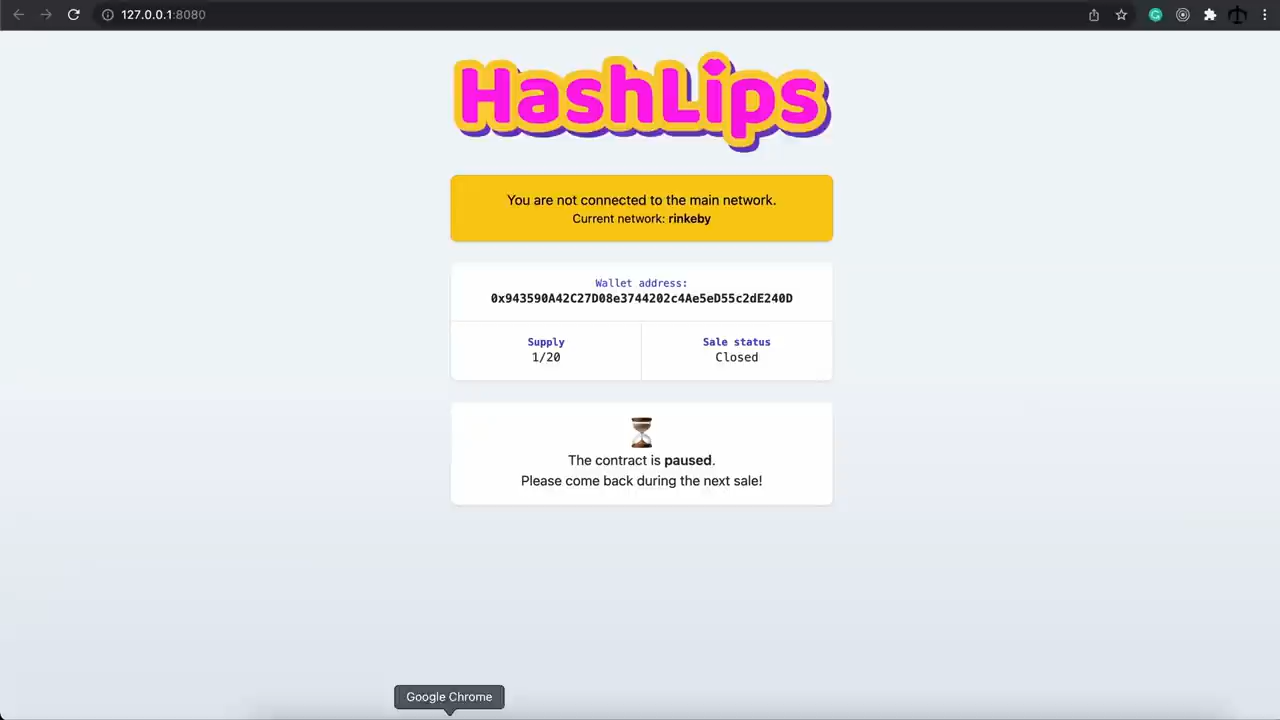 127.0.0.1:8080
HashLips
You are not connected to the main network.
Current network: rinkeby
Wallet address:
0x943590A42C27D08e3744202c4Ae5eD55c2dE240D
Supply
1/20
Sale status
Closed
The contract is paused.
Please come back during the next sale!
Google Chrome